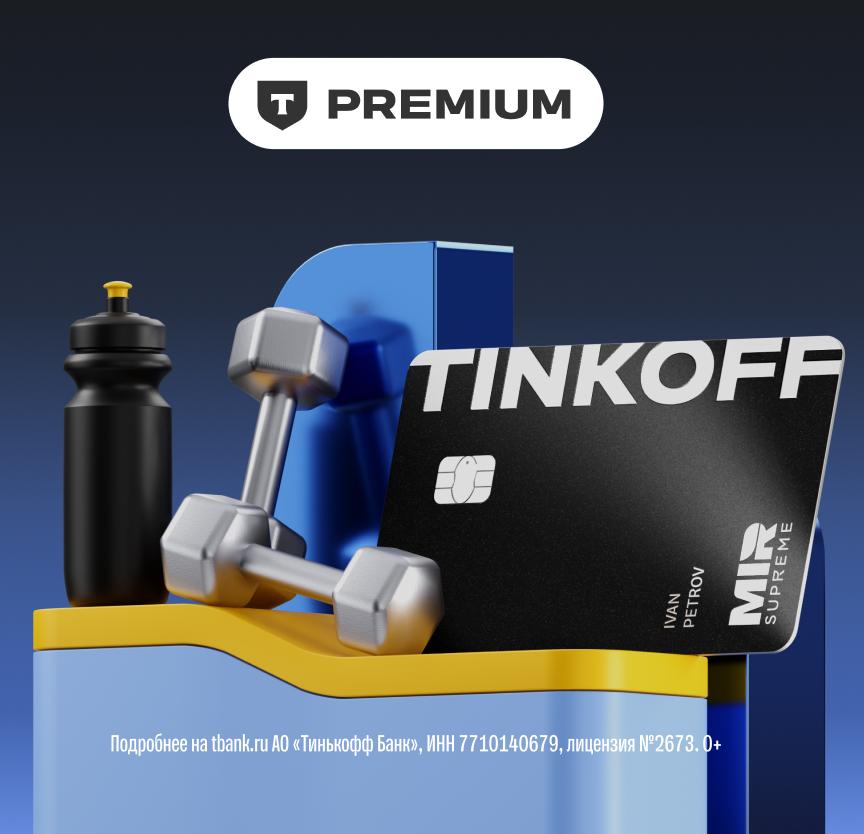 T PREMIUM
TINKOFF
IVAN
PETROV
MIR
SUPREME
Подробнее на tbank.ru АО «Тинькофф Банк», ИНН 7710140679, лицензия №2673. 0+